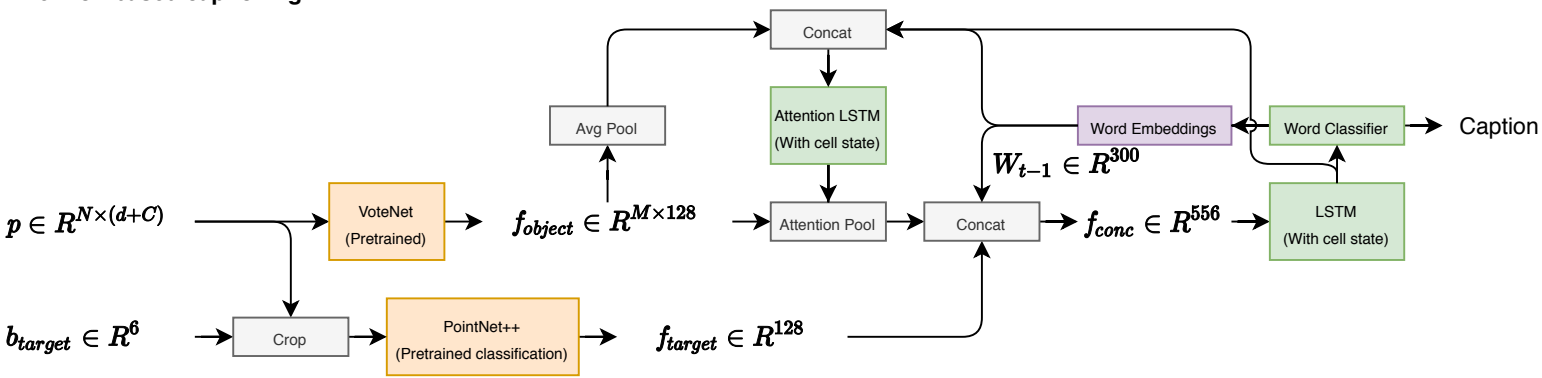 Concat
Attention LSTM
(With cell state)
Avg Pool
Word Embeddings
Word Classifier
Caption
W_{t-1} ∈ R^{300}
p ∈ R^{N×(d+C)}
VoteNet
(Pretrained)
f_{object} ∈ R^{M×128}
Attention Pool
Concat
f_{conc} ∈ R^{556}
LSTM
(With cell state)
b_{target} ∈ R^{6}
Crop
PointNet++
(Pretrained classification)
f_{target} ∈ R^{128}